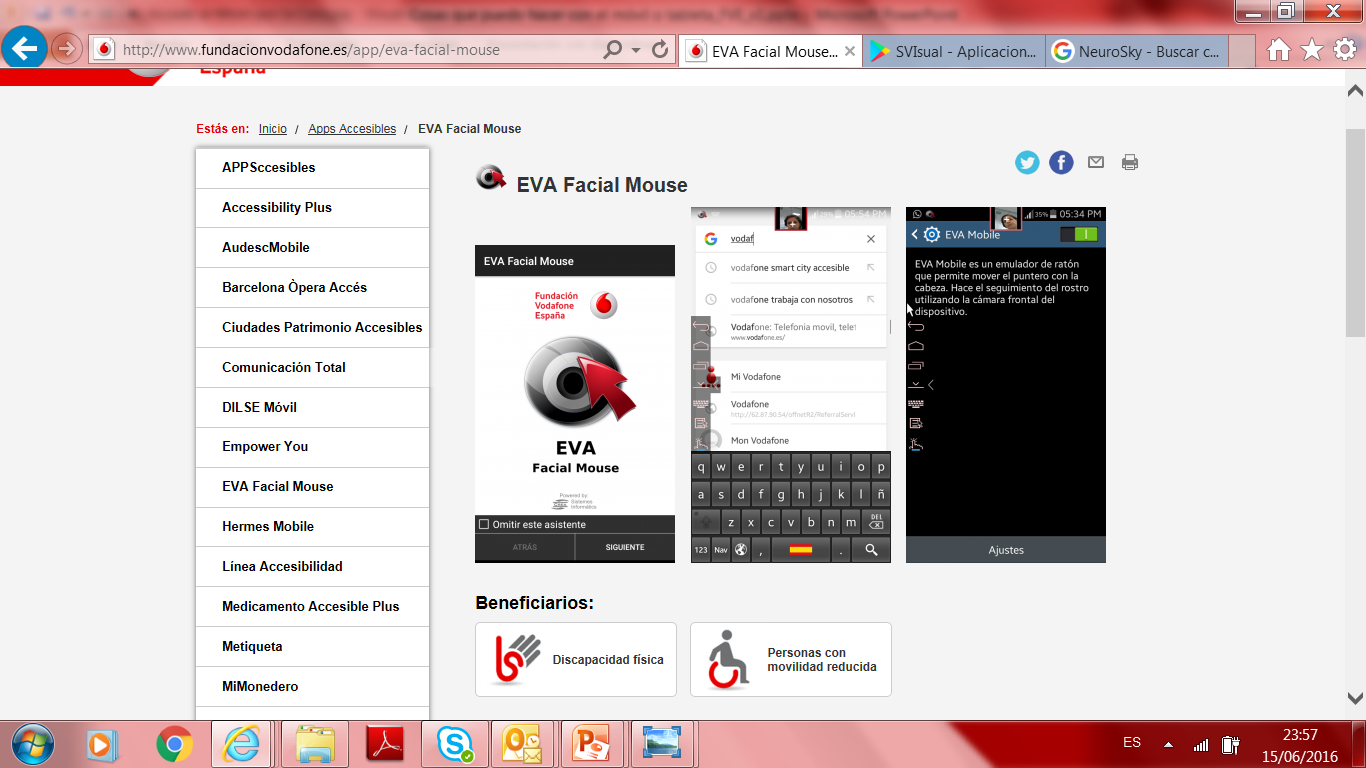 http://www.fundacionvodafone.es/app/eva-facial-mouse
EVA Facial Mouse...
SVIsual - Aplicacion...
NeuroSky - Buscar c...
España
Estás en: Inicio / Apps Accesibles / EVA Facial Mouse
APPSccesibles
Accessibility Plus
AudescMobile
Barcelona Òpera Accés
Ciudades Patrimonio Accesibles
Comunicación Total
DILSE Móvil
Empower You
EVA Facial Mouse
Hermes Mobile
Línea Accesibilidad
Medicamento Accesible Plus
Metiqueta
MiMonedero
EVA Facial Mouse
EVA Facial Mouse
Fundación
Vodafone
España
EVA
Facial Mouse
Powered by:
Sistemes
Informàtics
Omitir este asistente
ATRÁS
SIGUIENTE
05:54 PM
vodaf
vodafone smart city accesible
vodafone trabaja con nosotros
Vodafone: Telefonia movil, telef
www.vodafone.es/
Mi Vodafone
Vodafone
Mon Vodafone
q w e r t y u i o p
a s d f g h j k l ñ
z x c v b n m DEL
123 Nav , .
35% 05:34 PM
EVA Mobile
EVA Mobile es un emulador de ratón
que permite mover el puntero con la
cabeza. Hace el seguimiento del rostro
utilizando la cámara frontal del
dispositivo.
Ajustes
Beneficiarios:
Discapacidad física
Personas con
movilidad reducida
ES
23:57
15/06/2016